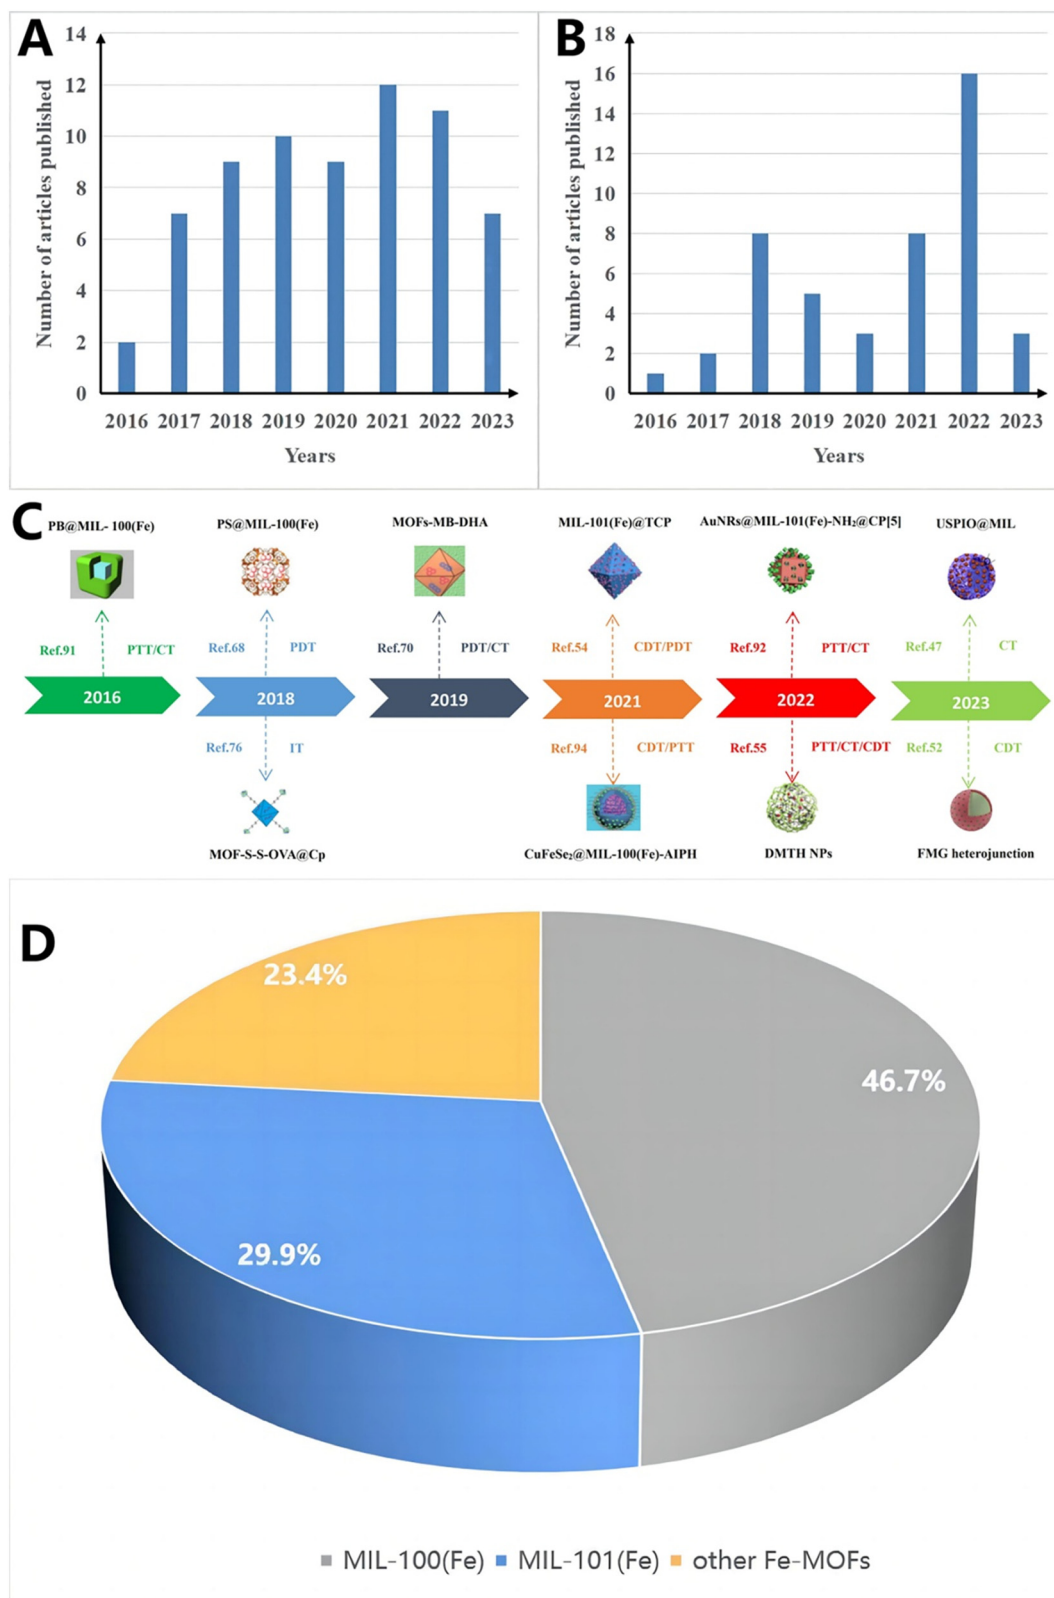 A
Number of articles published
14
12
10
8
6
4
2
0
2016 2017 2018 2019 2020 2021 2022 2023
Years
B
Number of articles published
18
16
14
12
10
8
6
4
2
0
2016 2017 2018 2019 2020 2021 2022 2023
Years
C
PB@MIL- 100(Fe) PS@MIL-100(Fe) MOFs-MB-DHA MIL-101(Fe)@TCP AuNRs@MIL-101(Fe)-NH₂@CP[5] USPIO@MIL
Ref.91 PTT/CT Ref.68 PDT Ref.70 PDT/CT Ref.54 CDT/PDT Ref.92 PTT/CT Ref.47 CT
2016 2018 2019 2021 2022 2023
Ref.76 IT Ref.94 CDT/PTT Ref.55 PTT/CT/CDT Ref.52 CDT
MOF-S-S-OVA@Cp CuFeSe₂@MIL-100(Fe)-AIPH DMTH NPs FMG heterojunction
D
23.4%
46.7%
29.9%
MIL-100(Fe) MIL-101(Fe) other Fe-MOFs